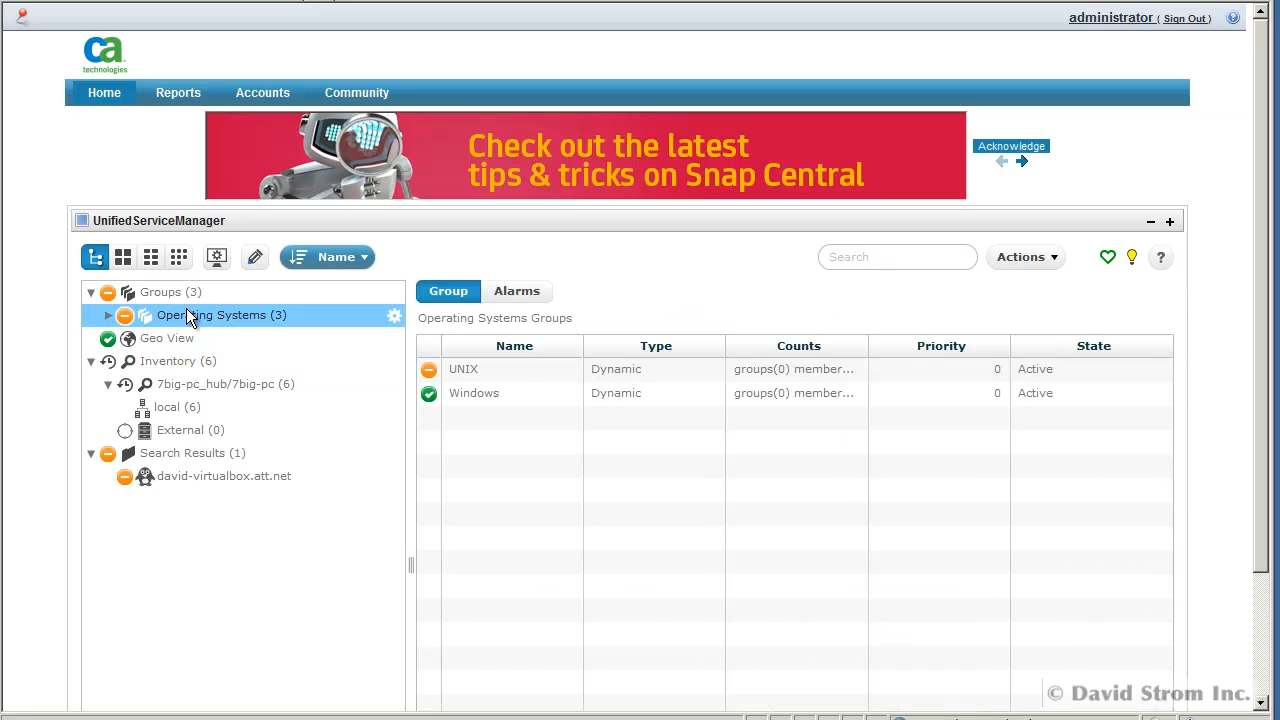 administrator ( Sign Out )
?
ca
technologies
Home Reports Accounts Community
Check out the latest
tips & tricks on Snap Central
Acknowledge
UnifiedServiceManager
Name
Search
Actions
?
Groups (3)
Operating Systems (3)
Geo View
Inventory (6)
7big-pc_hub/7big-pc (6)
local (6)
External (0)
Search Results (1)
david-virtualbox.att.net
Group Alarms
Operating Systems Groups
Name Type Counts Priority State
UNIX Dynamic groups(0) member... 0 Active
Windows Dynamic groups(0) member... 0 Active
© David Strom Inc.